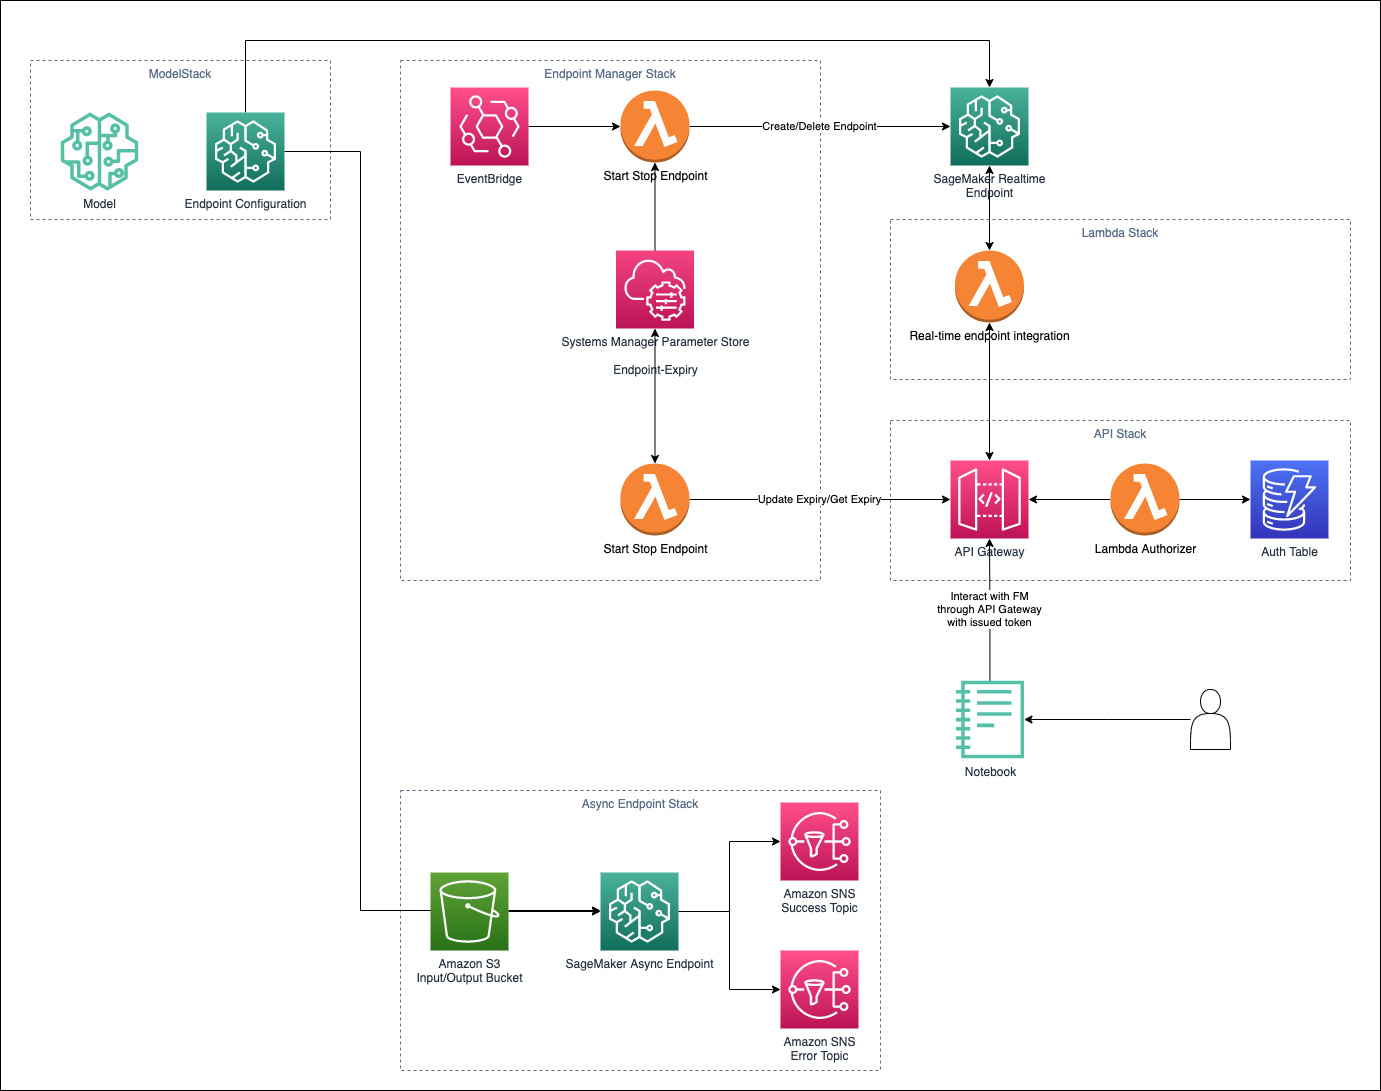 ModelStack
Model
Endpoint Configuration
Endpoint Manager Stack
EventBridge
Start Stop Endpoint
Create/Delete Endpoint
SageMaker Realtime
Endpoint
Systems Manager Parameter Store
Endpoint-Expiry
Start Stop Endpoint
Update Expiry/Get Expiry
Lambda Stack
Real-time endpoint integration
API Stack
</>
API Gateway
Lambda Authorizer
Auth Table
Interact with FM
through API Gateway
with issued token
Notebook
Async Endpoint Stack
Amazon S3
Input/Output Bucket
SageMaker Async Endpoint
Amazon SNS
Success Topic
Amazon SNS
Error Topic